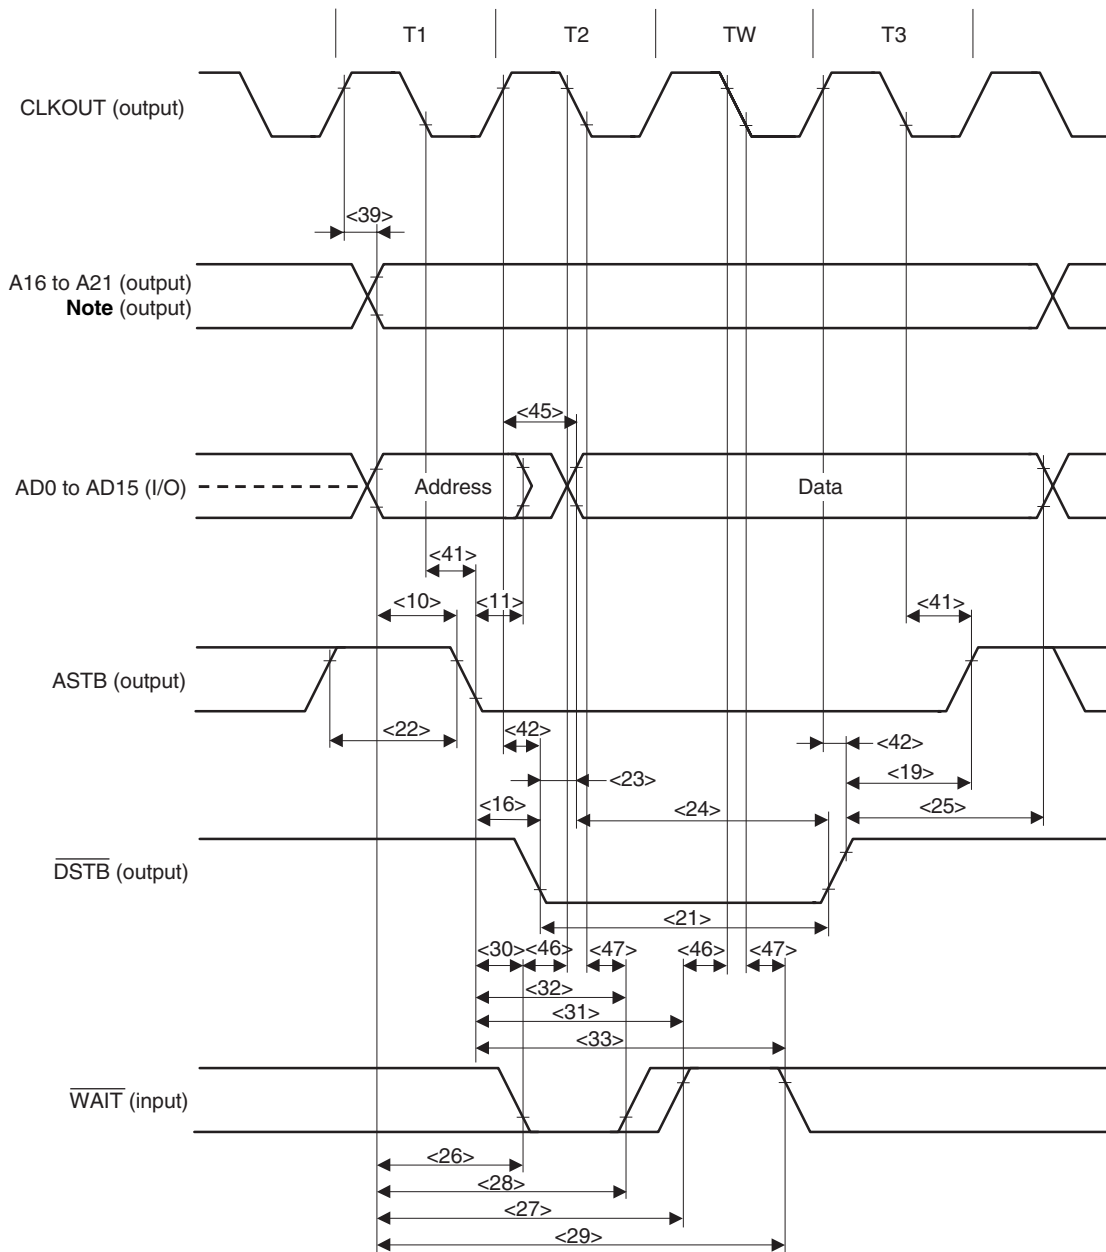 T1 T2 TW T3
CLKOUT (output)
<39>
A16 to A21 (output)
Note (output)
<45>
AD0 to AD15 (I/O) Address Data
<41>
<10> <11> <41>
ASTB (output)
<22> <42> <42>
<23> <19>
<16> <24> <25>
DSTB (output)
<21>
<30> <46> <47> <46> <47>
<32>
<31>
<33>
WAIT (input)
<26>
<28>
<27>
<29>